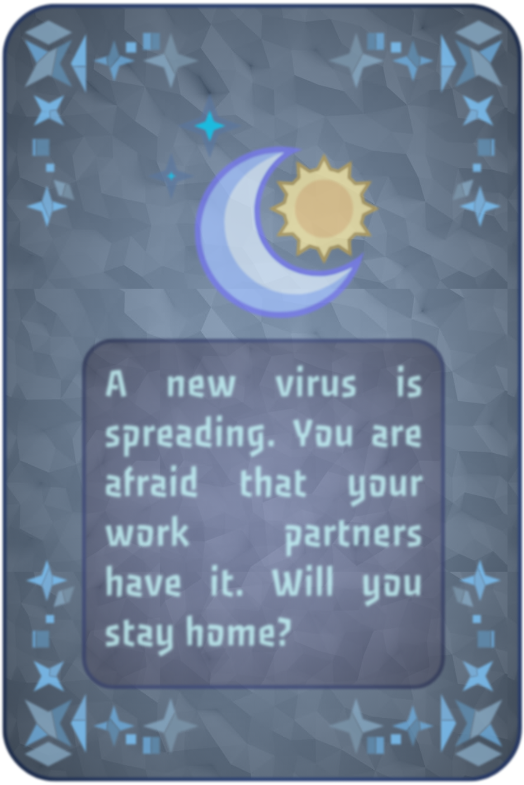 A new virus is
spreading. You are
afraid that your
work partners
have it. Will you
stay home?